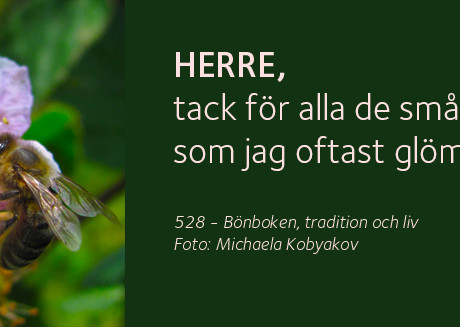 HERRE,
tack för alla de små
som jag oftast glöm
528 – Bönboken, tradition och liv
Foto: Michaela Kobyakov